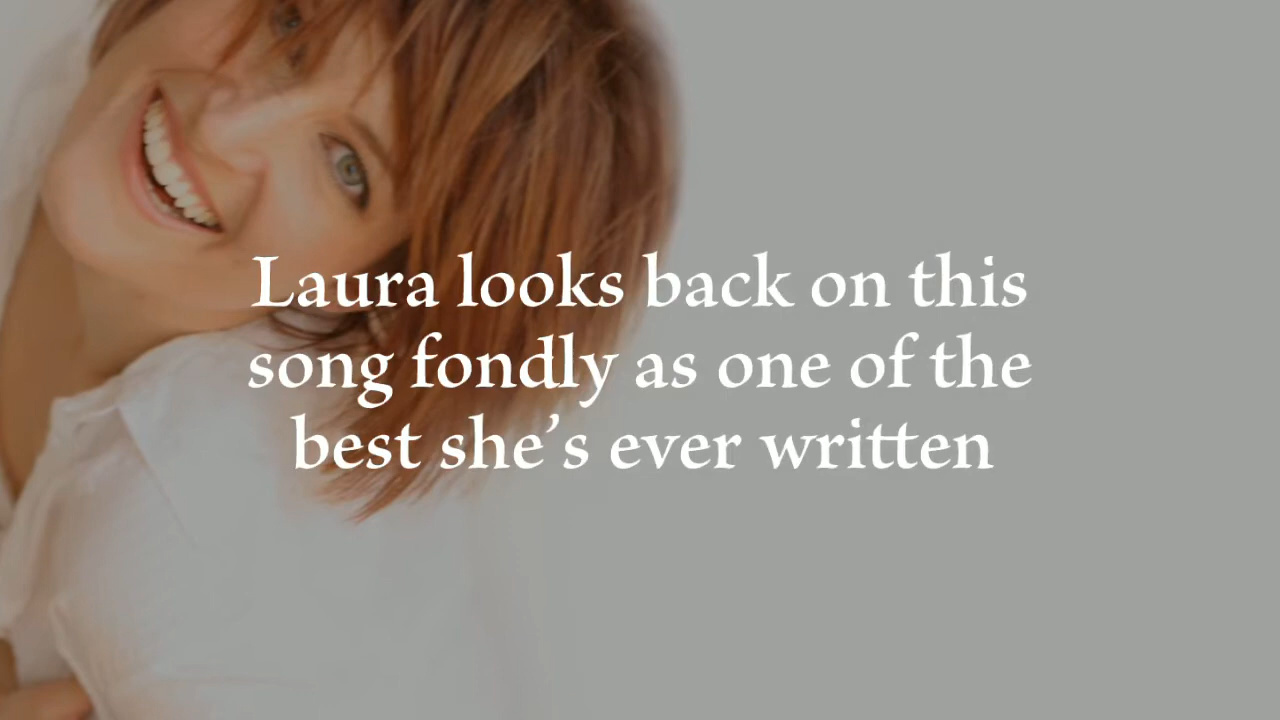 Laura looks back on this
song fondly as one of the
best she’s ever written